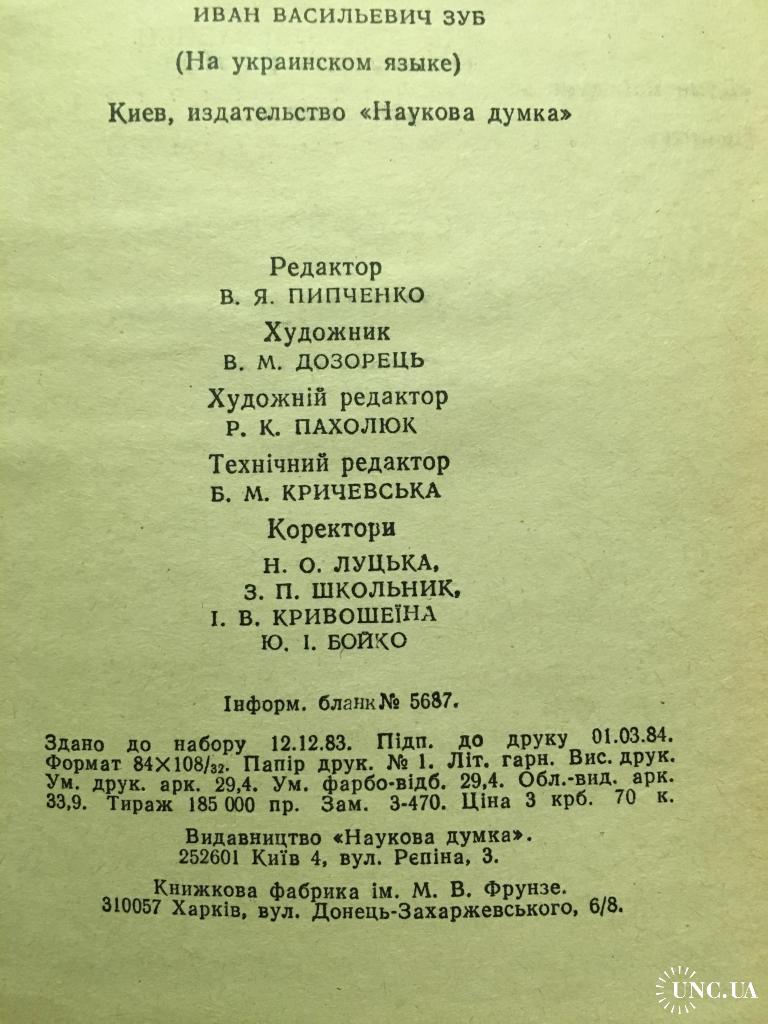 ИВАН ВАСИЛЬЕВИЧ ЗУБ
(На украинском языке)
Киев, издательство «Наукова думка»
Редактор
В. Я. ПИПЧЕНКО
Художник
В. М. ДОЗОРЕЦЬ
Художній редактор
Р. К. ПАХОЛЮК
Технічний редактор
Б. М. КРИЧЕВСЬКА
Коректори
Н. О. ЛУЦЬКА,
З. П. ШКОЛЬНИК,
І. В. КРИВОШЕЇНА
Ю. І. БОЙКО
Інформ. бланк № 5687.
Здано до набору 12.12.83. Підп. до друку 01.03.84.
Формат 84×108/32. Папір друк. № 1. Літ. гарн. Вис. друк.
Ум. друк. арк. 29,4. Ум. фарбо-відб. 29,4. Обл.-вид. арк.
33,9. Тираж 185 000 пр. Зам. 3-470. Ціна 3 крб. 70 к.
Видавництво «Наукова думка».
252601 Київ 4, вул. Рєпіна, 3.
Книжкова фабрика ім. М. В. Фрунзе.
310057 Харків, вул. Донець-Захаржевського, 6/8.
UNC.UA